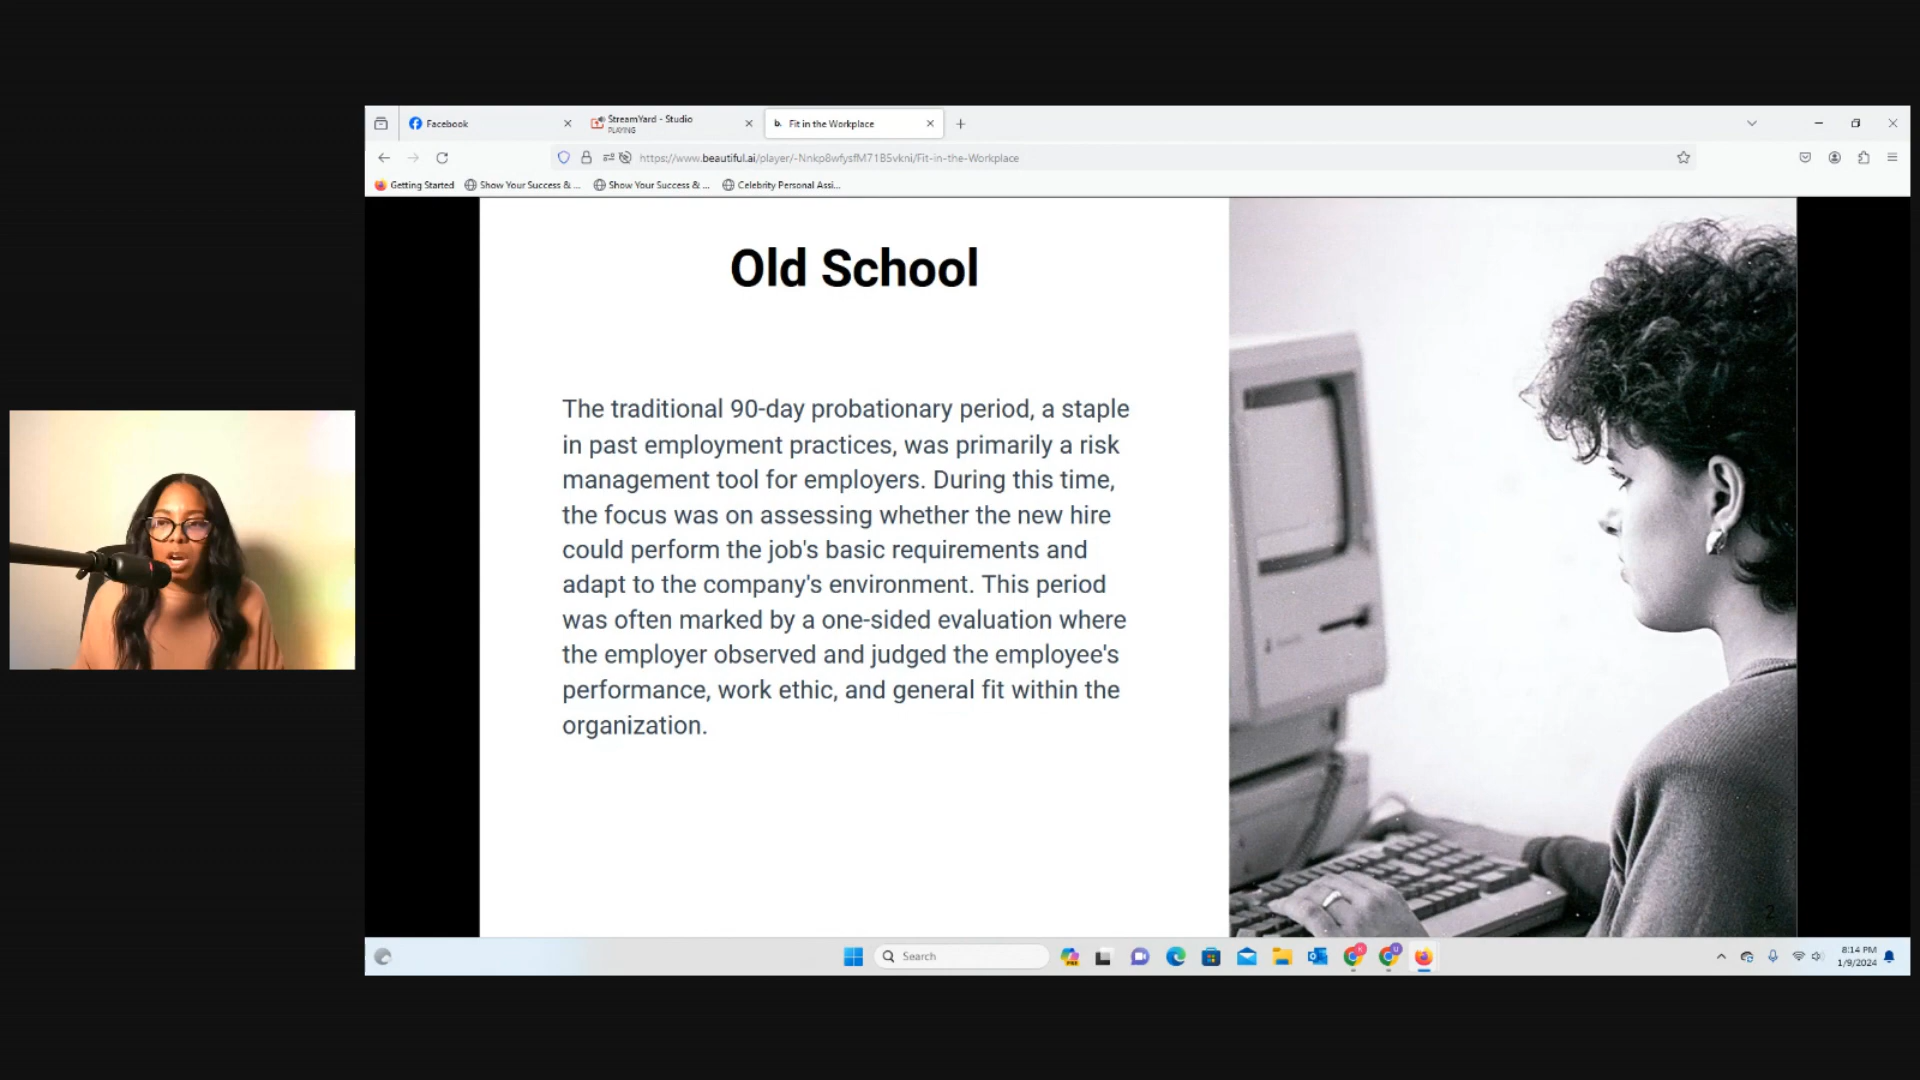 Facebook
StreamYard - Studio
PLAYING
b. Fit in the Workplace
https://www.beautiful.ai/player/-Nnkp8wfysfM71B5vkni/Fit-in-the-Workplace
Getting Started
Show Your Success & ...
Show Your Success & ...
Celebrity Personal Assi...
Old School
The traditional 90-day probationary period, a staple
in past employment practices, was primarily a risk
management tool for employers. During this time,
the focus was on assessing whether the new hire
could perform the job's basic requirements and
adapt to the company's environment. This period
was often marked by a one-sided evaluation where
the employer observed and judged the employee's
performance, work ethic, and general fit within the
organization.
2
Search
8:14 PM
1/9/2024